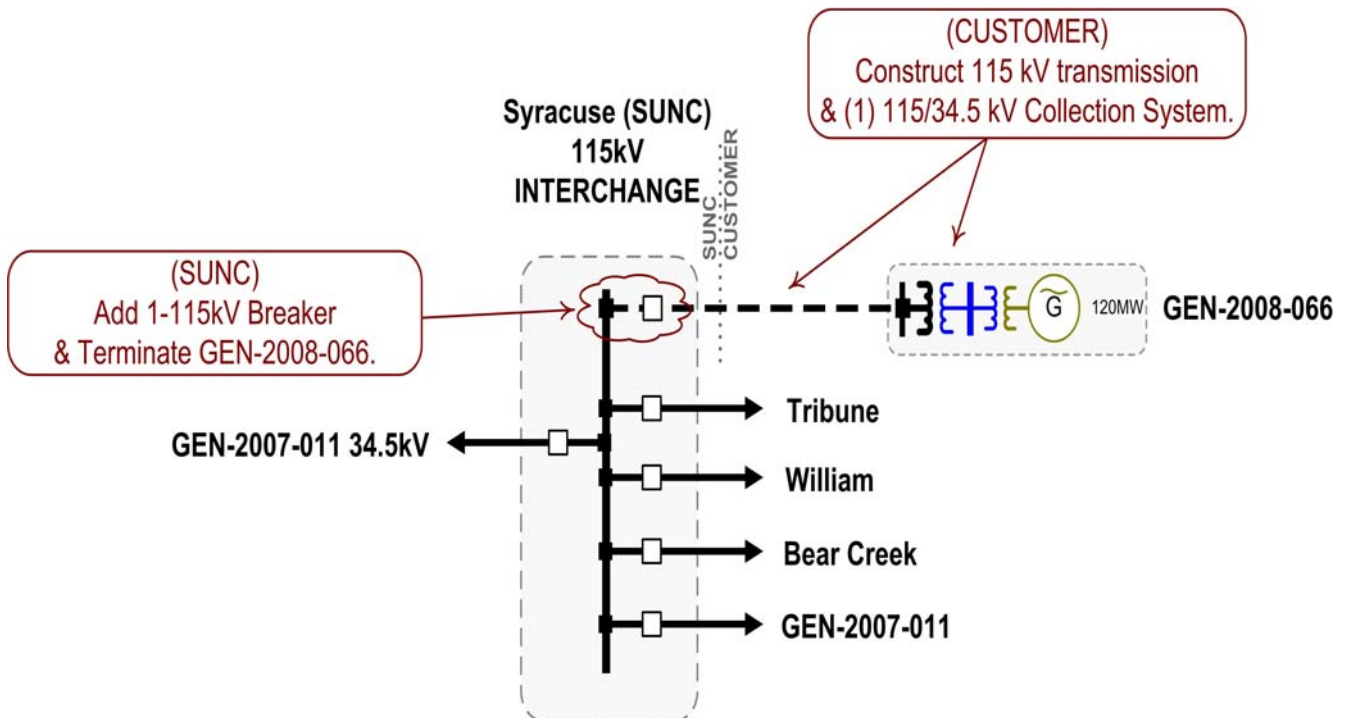 (CUSTOMER)
Construct 115 kV transmission
& (1) 115/34.5 kV Collection System.
Syracuse (SUNC)
115kV
INTERCHANGE
SUNC
CUSTOMER
(SUNC)
Add 1-115kV Breaker
& Terminate GEN-2008-066.
G
120MW
GEN-2008-066
Tribune
GEN-2007-011 34.5kV
William
Bear Creek
GEN-2007-011